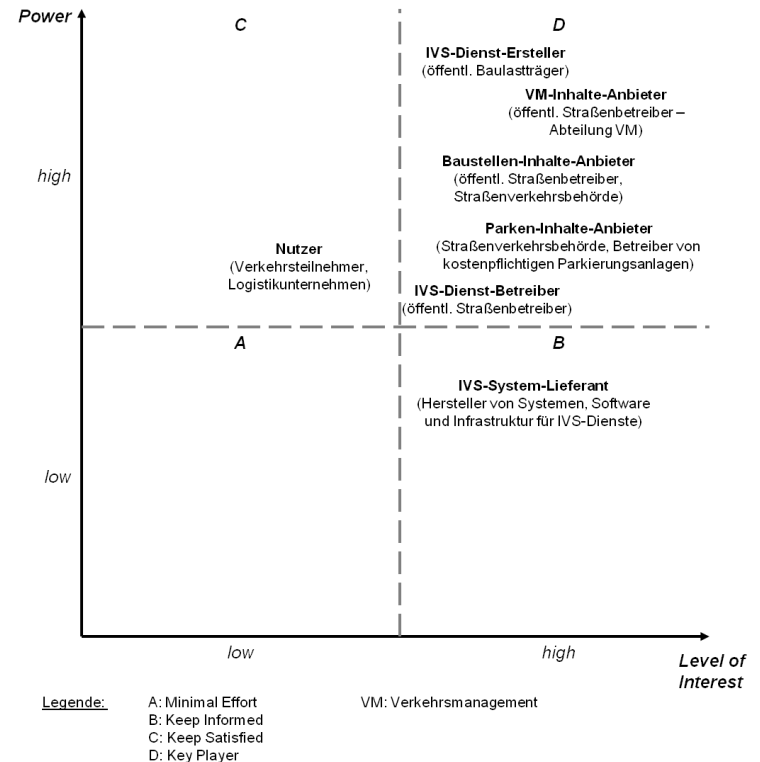 Power
C
D
IVS-Dienst-Ersteller
(öffentl. Baulastträger)
VM-Inhalte-Anbieter
(öffentl. Straßenbetreiber –
Abteilung VM)
Baustellen-Inhalte-Anbieter
(öffentl. Straßenbetreiber,
Straßenverkehrsbehörde)
high
Parken-Inhalte-Anbieter
(Straßenverkehrsbehörde, Betreiber von
kostenpflichtigen Parkierungsanlagen)
Nutzer
(Verkehrsteilnehmer,
Logistikunternehmen)
IVS-Dienst-Betreiber
(öffentl. Straßenbetreiber)
A
B
IVS-System-Lieferant
(Hersteller von Systemen, Software
und Infrastruktur für IVS-Dienste)
low
low
high
Level of
Interest
Legende:
A: Minimal Effort
B: Keep Informed
C: Keep Satisfied
D: Key Player
VM: Verkehrsmanagement